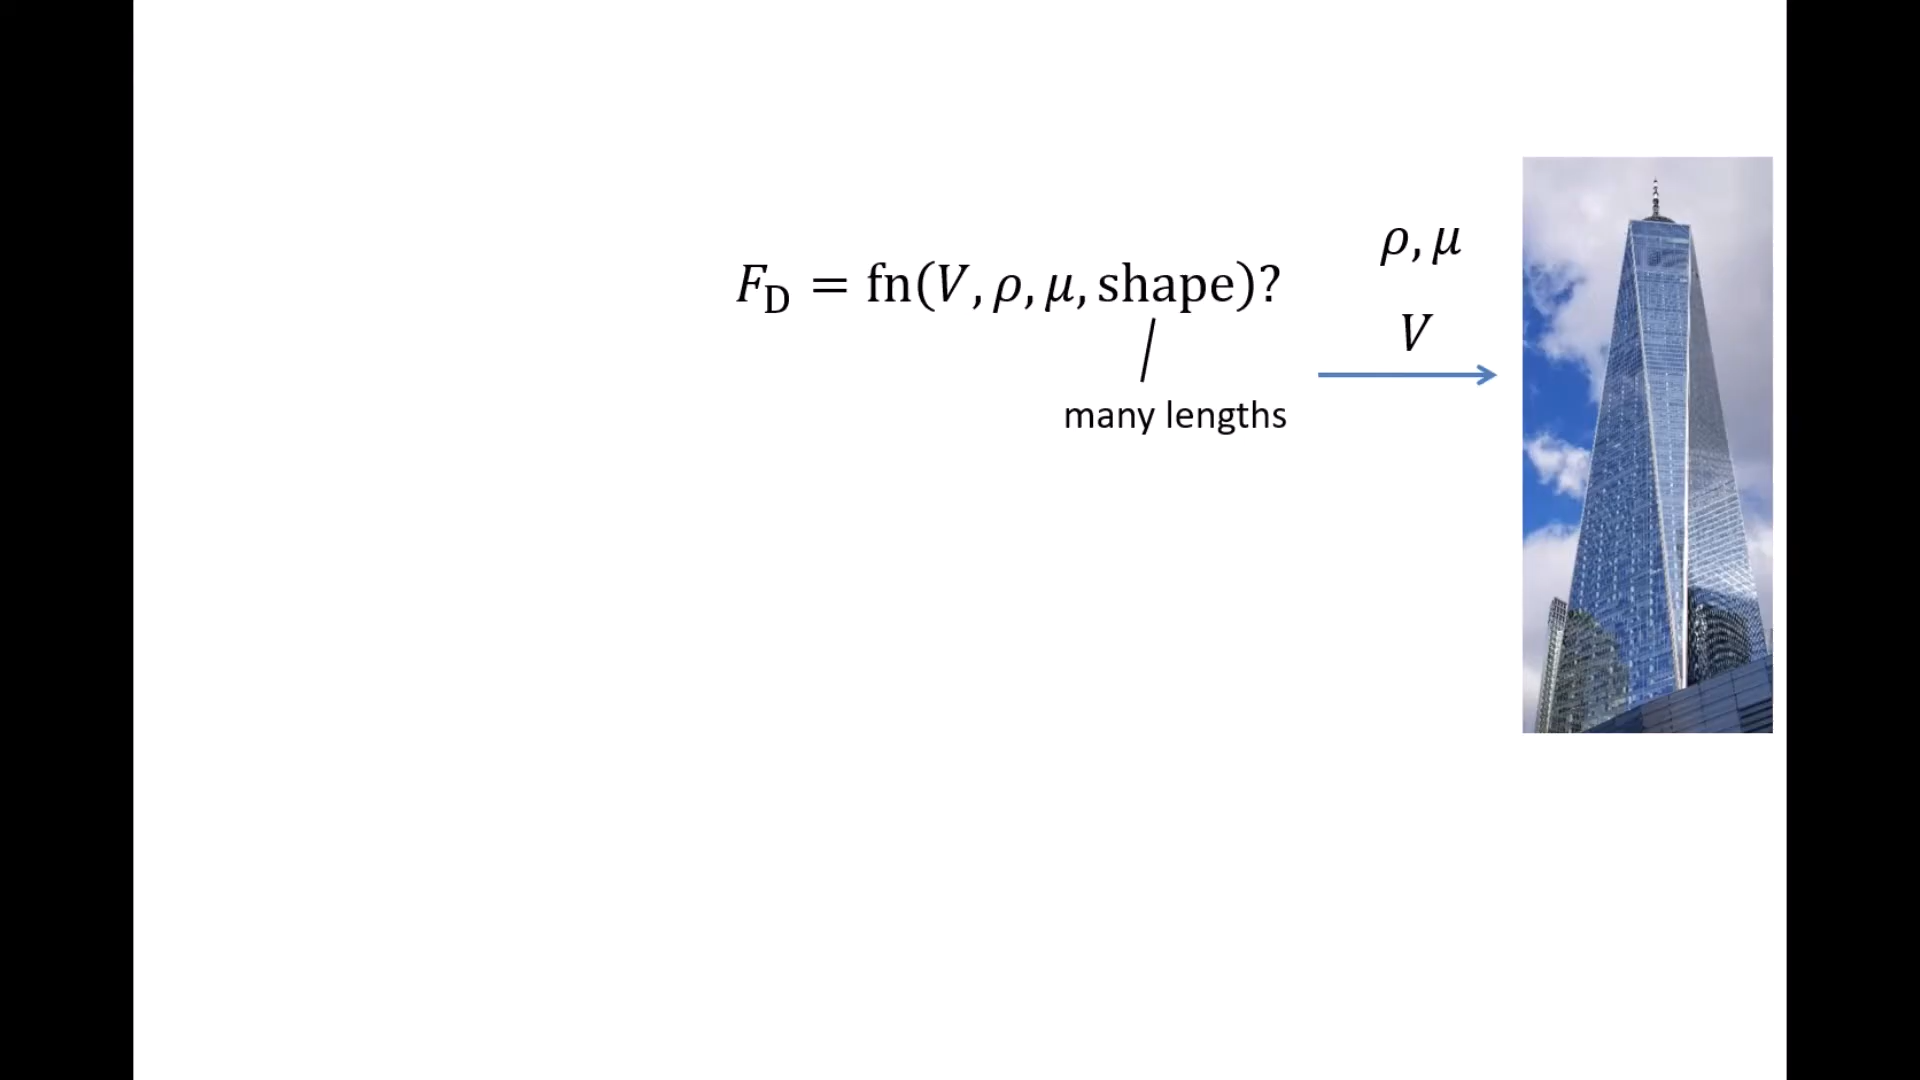 F_D = fn(V, ρ, μ, shape)?
many lengths
ρ, μ
V